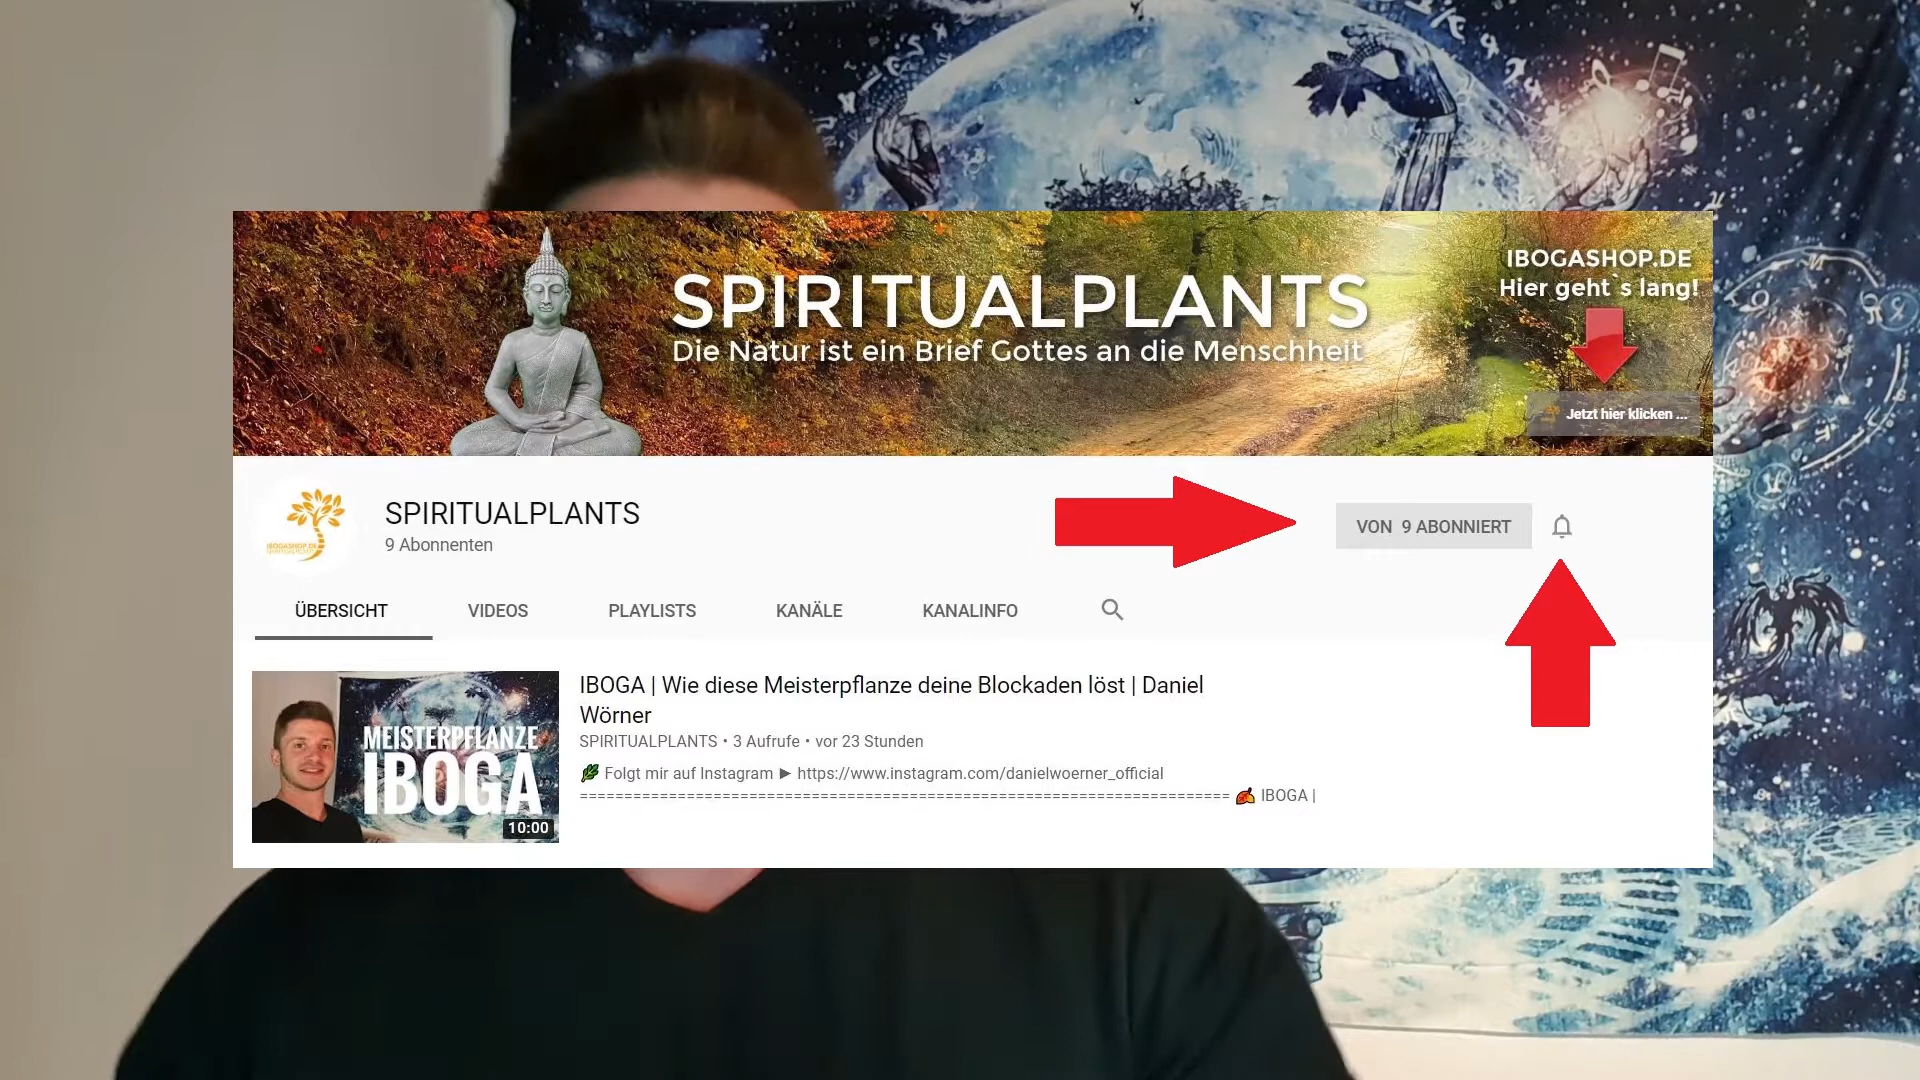 IBOGASHOP.DE
Hier geht`s lang!
SPIRITUALPLANTS
Die Natur ist ein Brief Gottes an die Menschheit
Jetzt hier klicken ...
IBOGASHOP.DE
SPIRITUALPLANTS
9 Abonnenten
VON 9 ABONNIERT
ÜBERSICHT VIDEOS PLAYLISTS KANÄLE KANALINFO
MEISTERPFLANZE
IBOGA
10:00
IBOGA | Wie diese Meisterpflanze deine Blockaden löst | Daniel
Wörner
SPIRITUALPLANTS • 3 Aufrufe • vor 23 Stunden
Folgt mir auf Instagram ► https://www.instagram.com/danielwoerner_official
========================================================================= IBOGA |